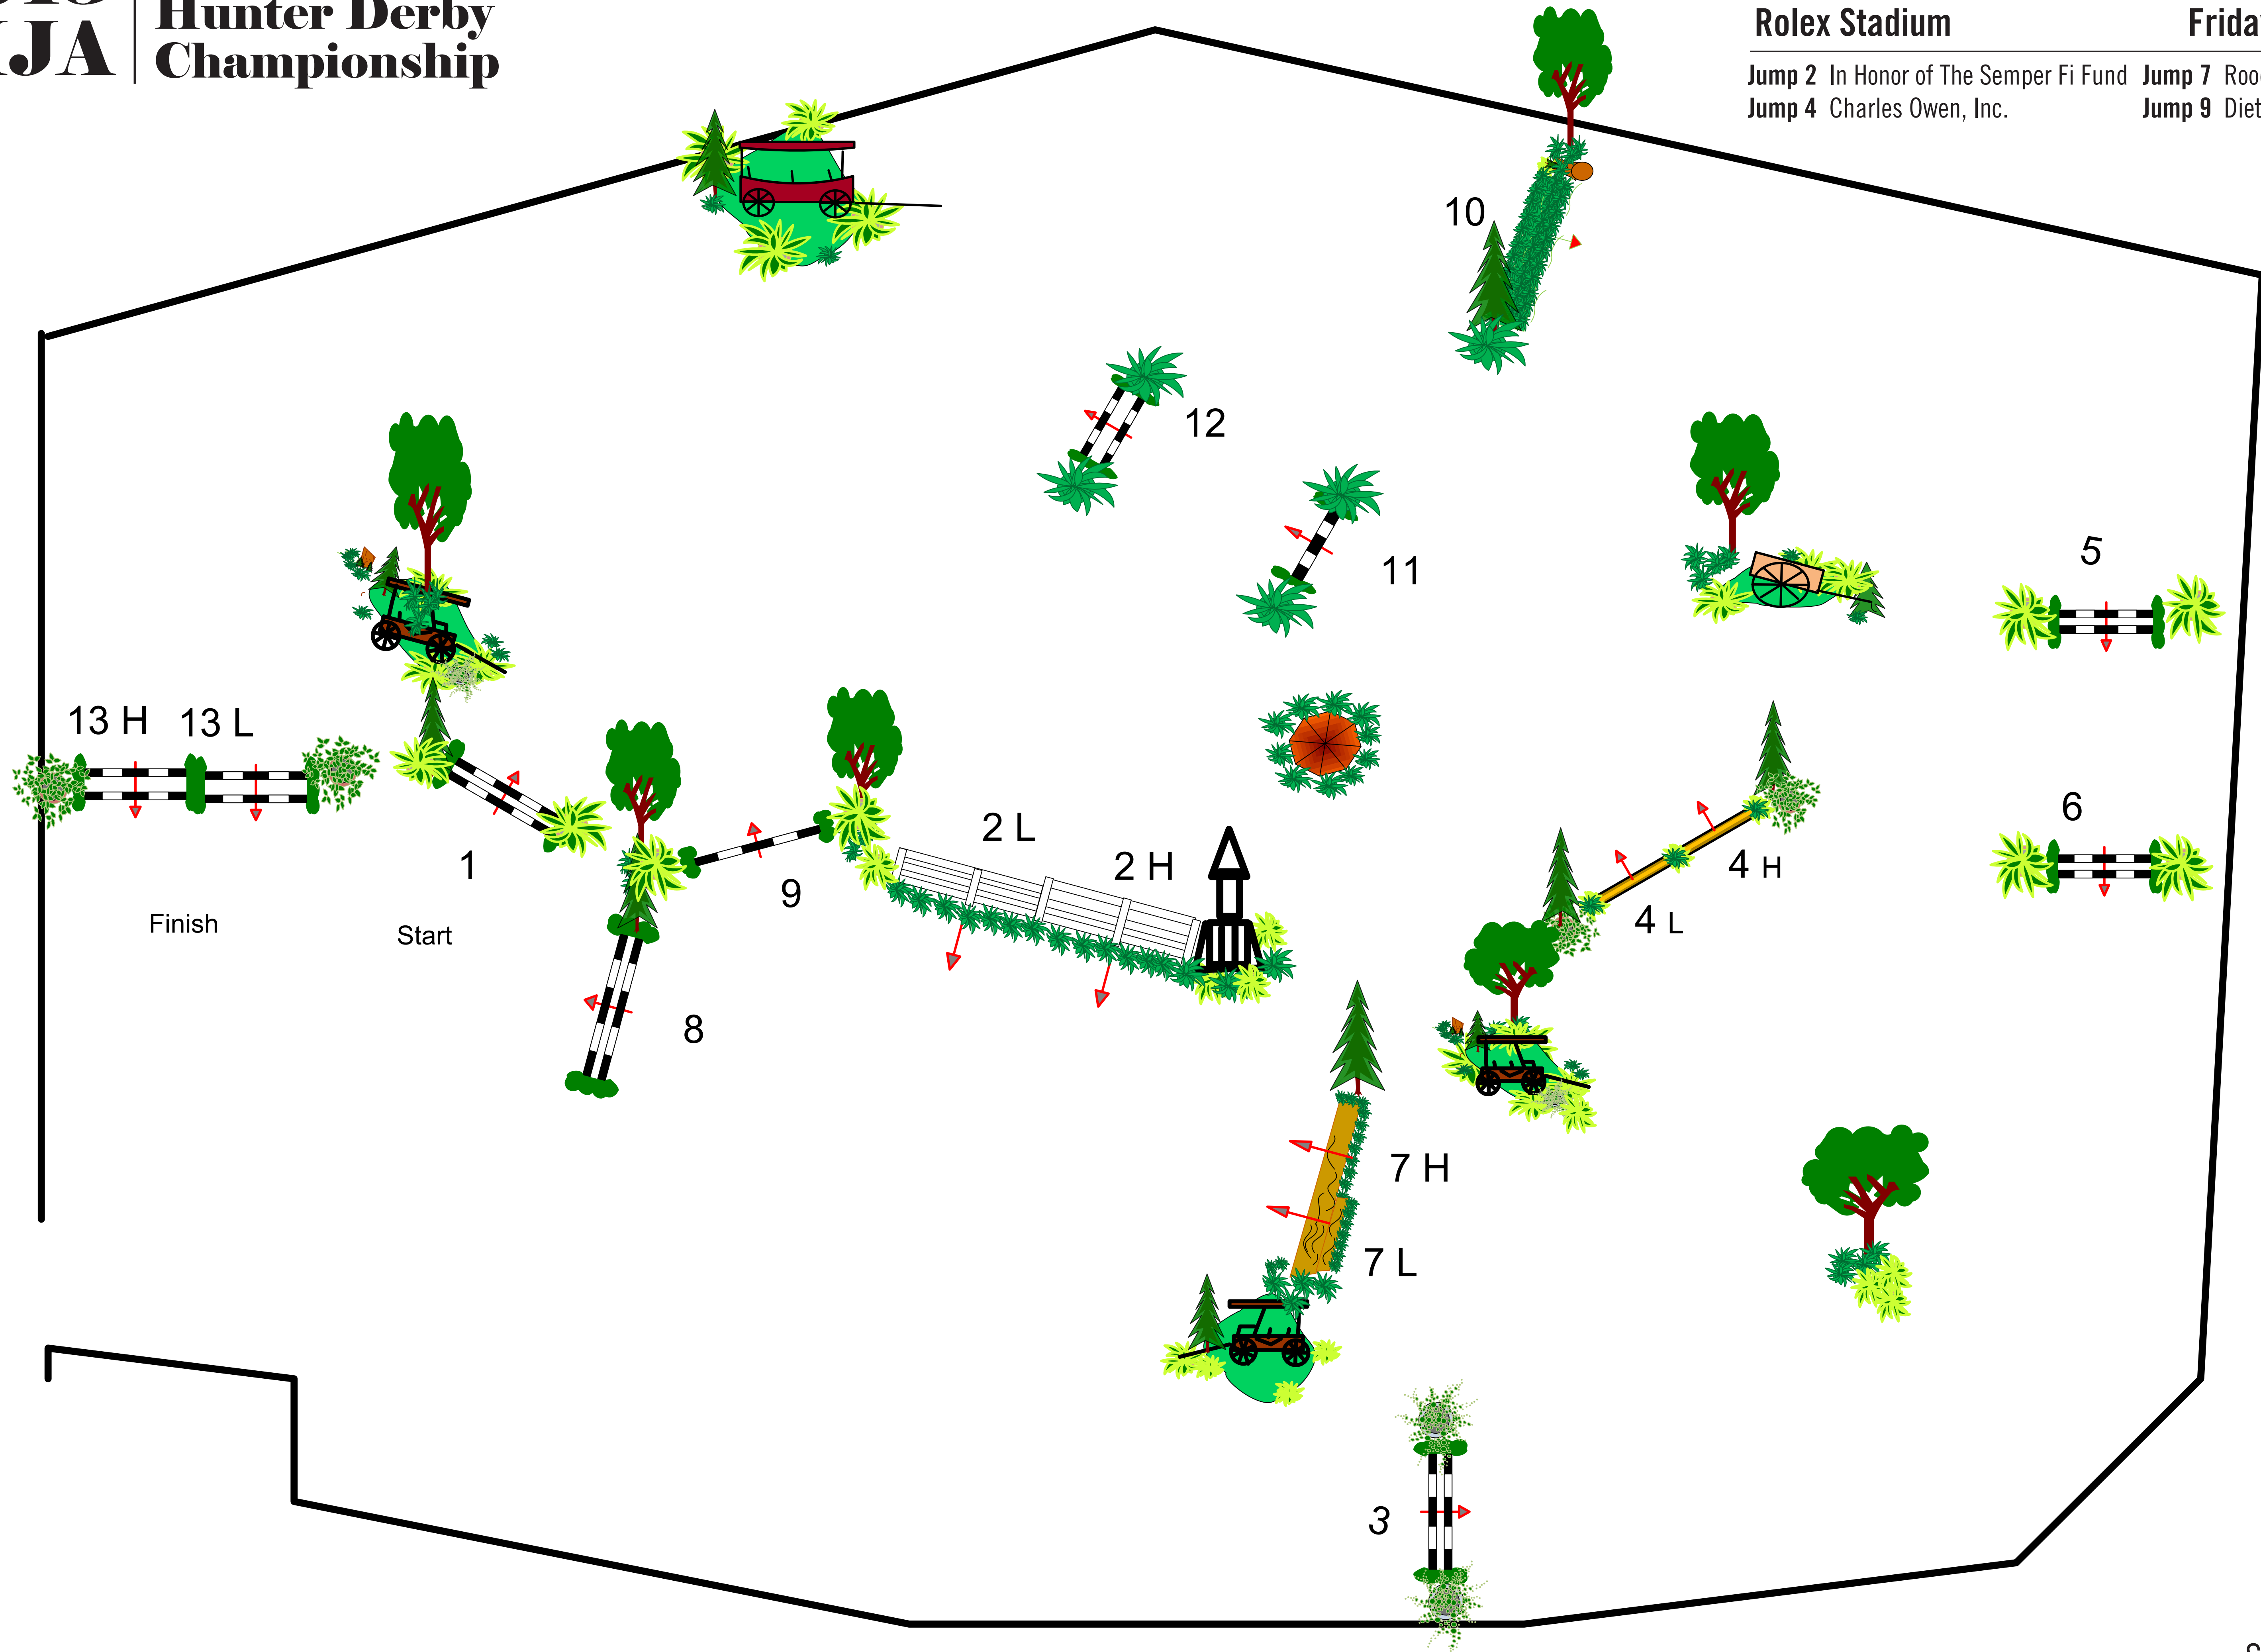 Hunter Derby
JA
Championship
Rolex Stadium
Jump 2 In Honor of The Semper Fi Fund Jump 7
Jump 4 Charles Owen, Inc. Jump 9
10
12
11
5
13 H 13 L
6
2 L
1
2 H
4 H
9
4 L
Finish
Start
8
7 H
7 L
3